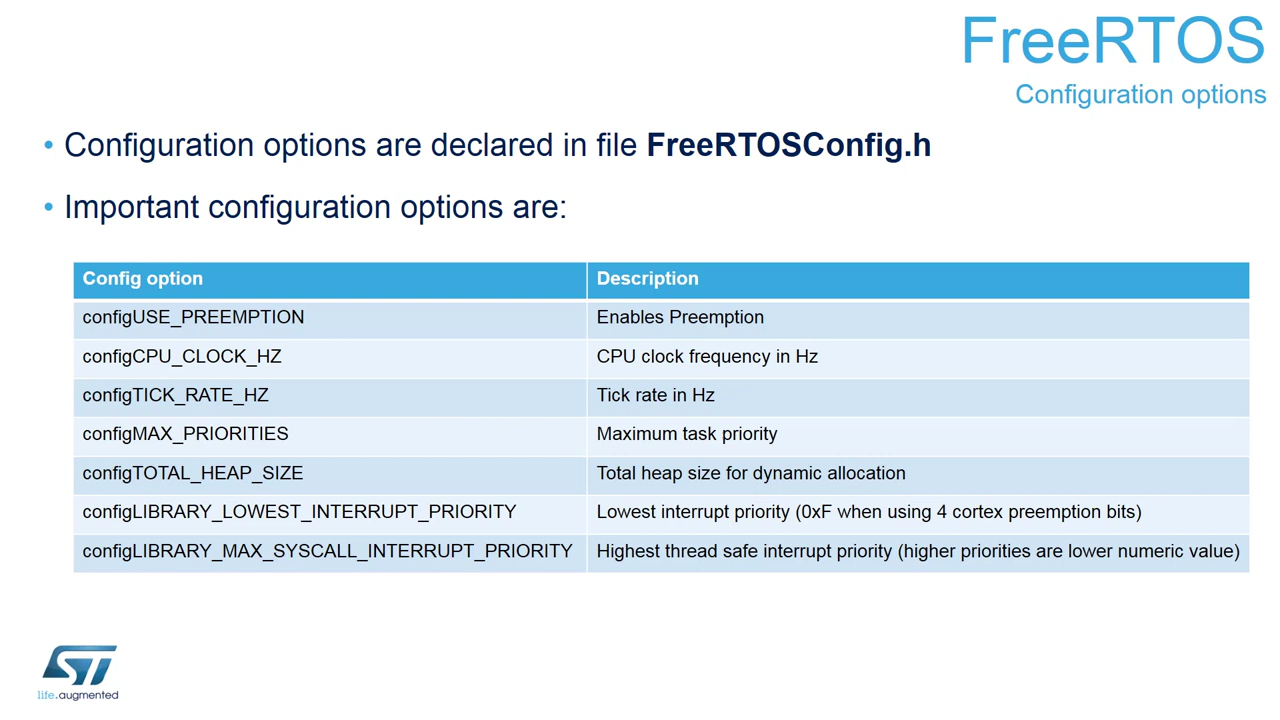 FreeRTOS
Configuration options
• Configuration options are declared in file FreeRTOSConfig.h
• Important configuration options are:
Config option Description
configUSE_PREEMPTION Enables Preemption
configCPU_CLOCK_HZ CPU clock frequency in Hz
configTICK_RATE_HZ Tick rate in Hz
configMAX_PRIORITIES Maximum task priority
configTOTAL_HEAP_SIZE Total heap size for dynamic allocation
configLIBRARY_LOWEST_INTERRUPT_PRIORITY Lowest interrupt priority (0xF when using 4 cortex preemption bits)
configLIBRARY_MAX_SYSCALL_INTERRUPT_PRIORITY Highest thread safe interrupt priority (higher priorities are lower numeric value)
ST
life.augmented